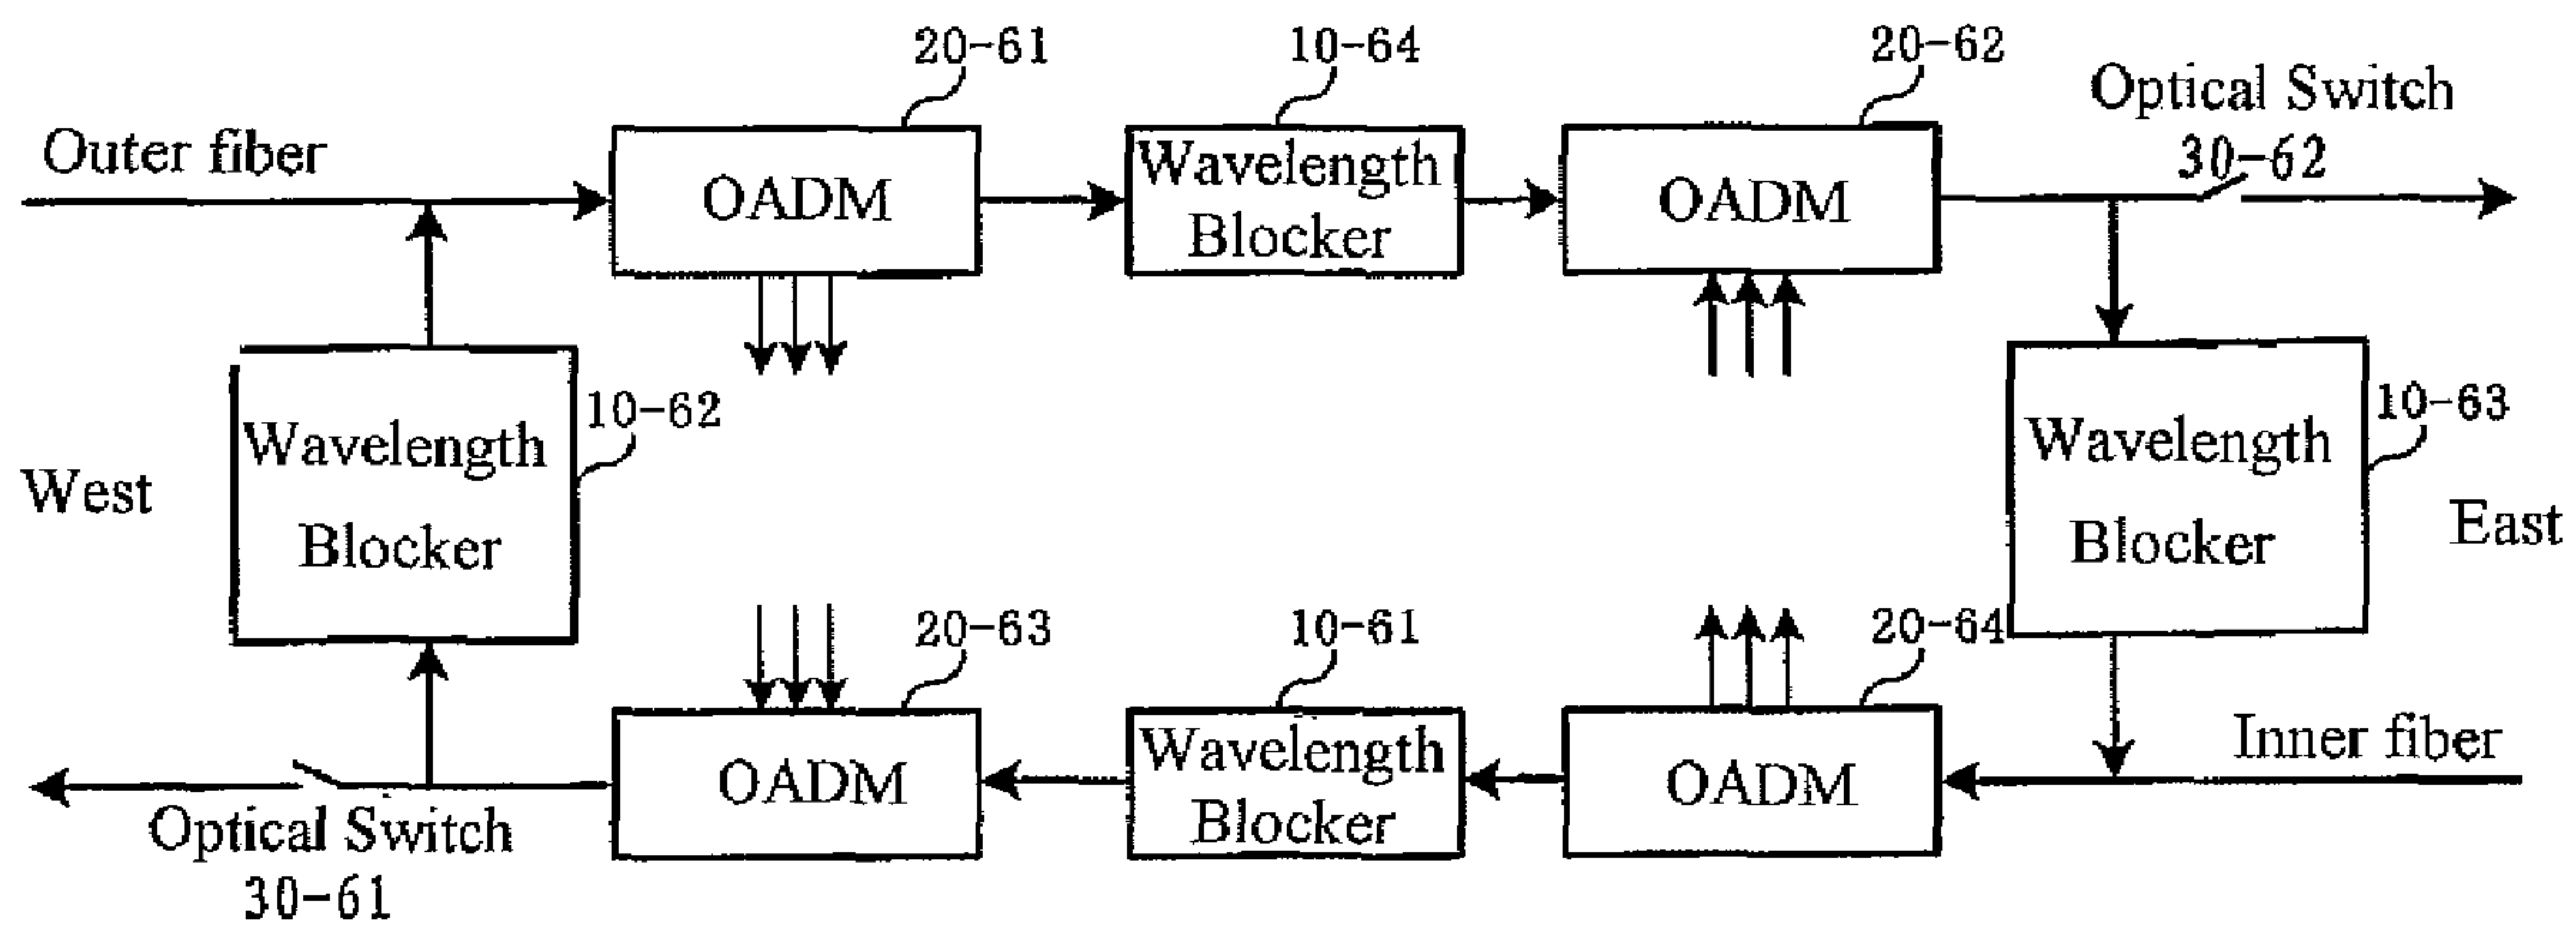 20-61
10-64
20-62
Optical Switch
30-62
Outer fiber
OADM
Wavelength
Blocker
OADM
West
Wavelength
Blocker
10-62
Wavelength
Blocker
10-63
East
20-63
10-61
20-64
Inner fiber
OADM
Wavelength
Blocker
OADM
Optical Switch
30-61